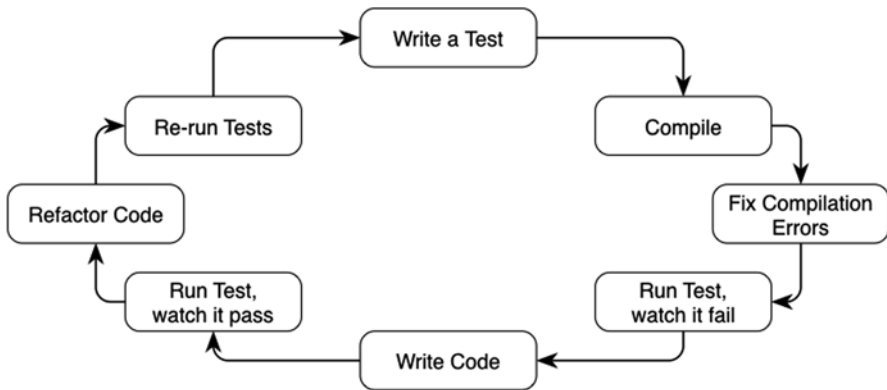 Write a Test
Re-run Tests
Compile
Refactor Code
Fix Compilation
Errors
Run Test,
watch it pass
Run Test,
watch it fail
Write Code